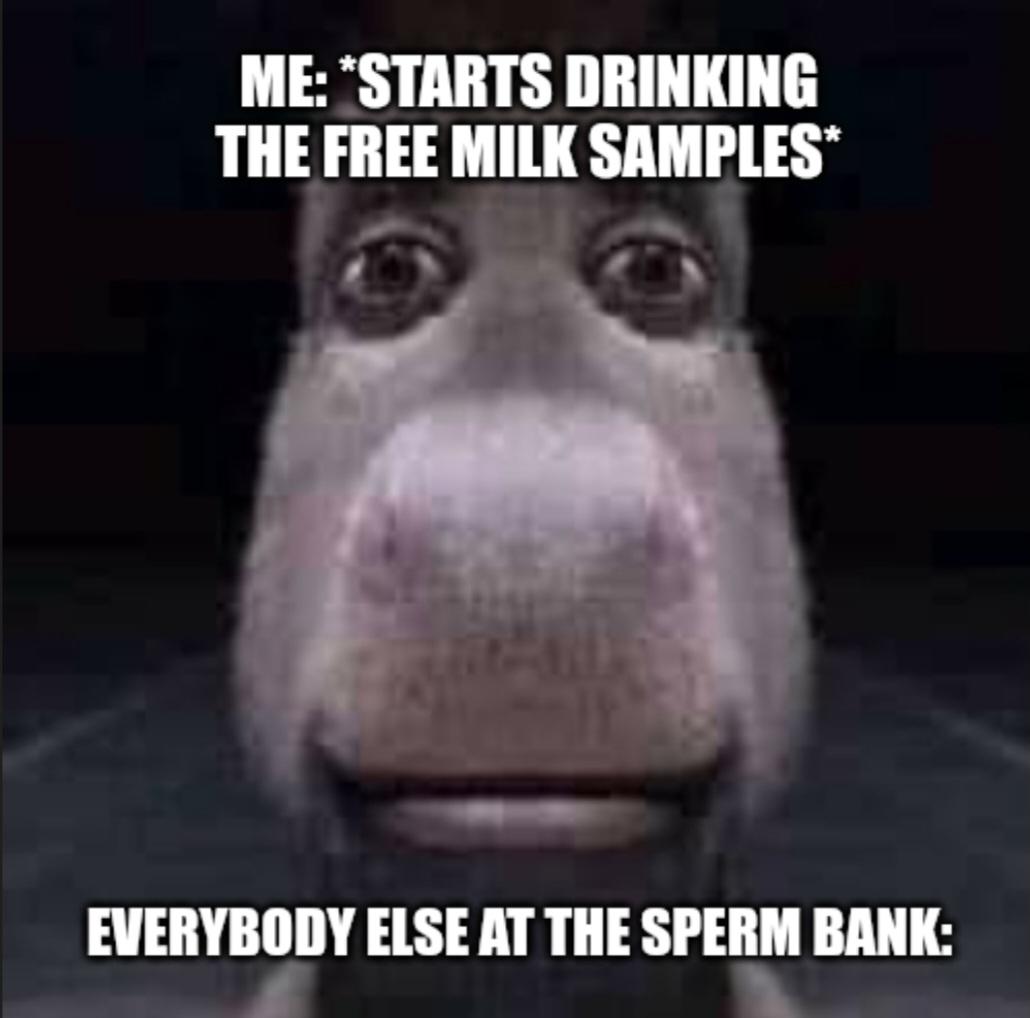 ME: *STARTS DRINKING
THE FREE MILK SAMPLES*
EVERYBODY ELSE AT THE SPERM BANK: